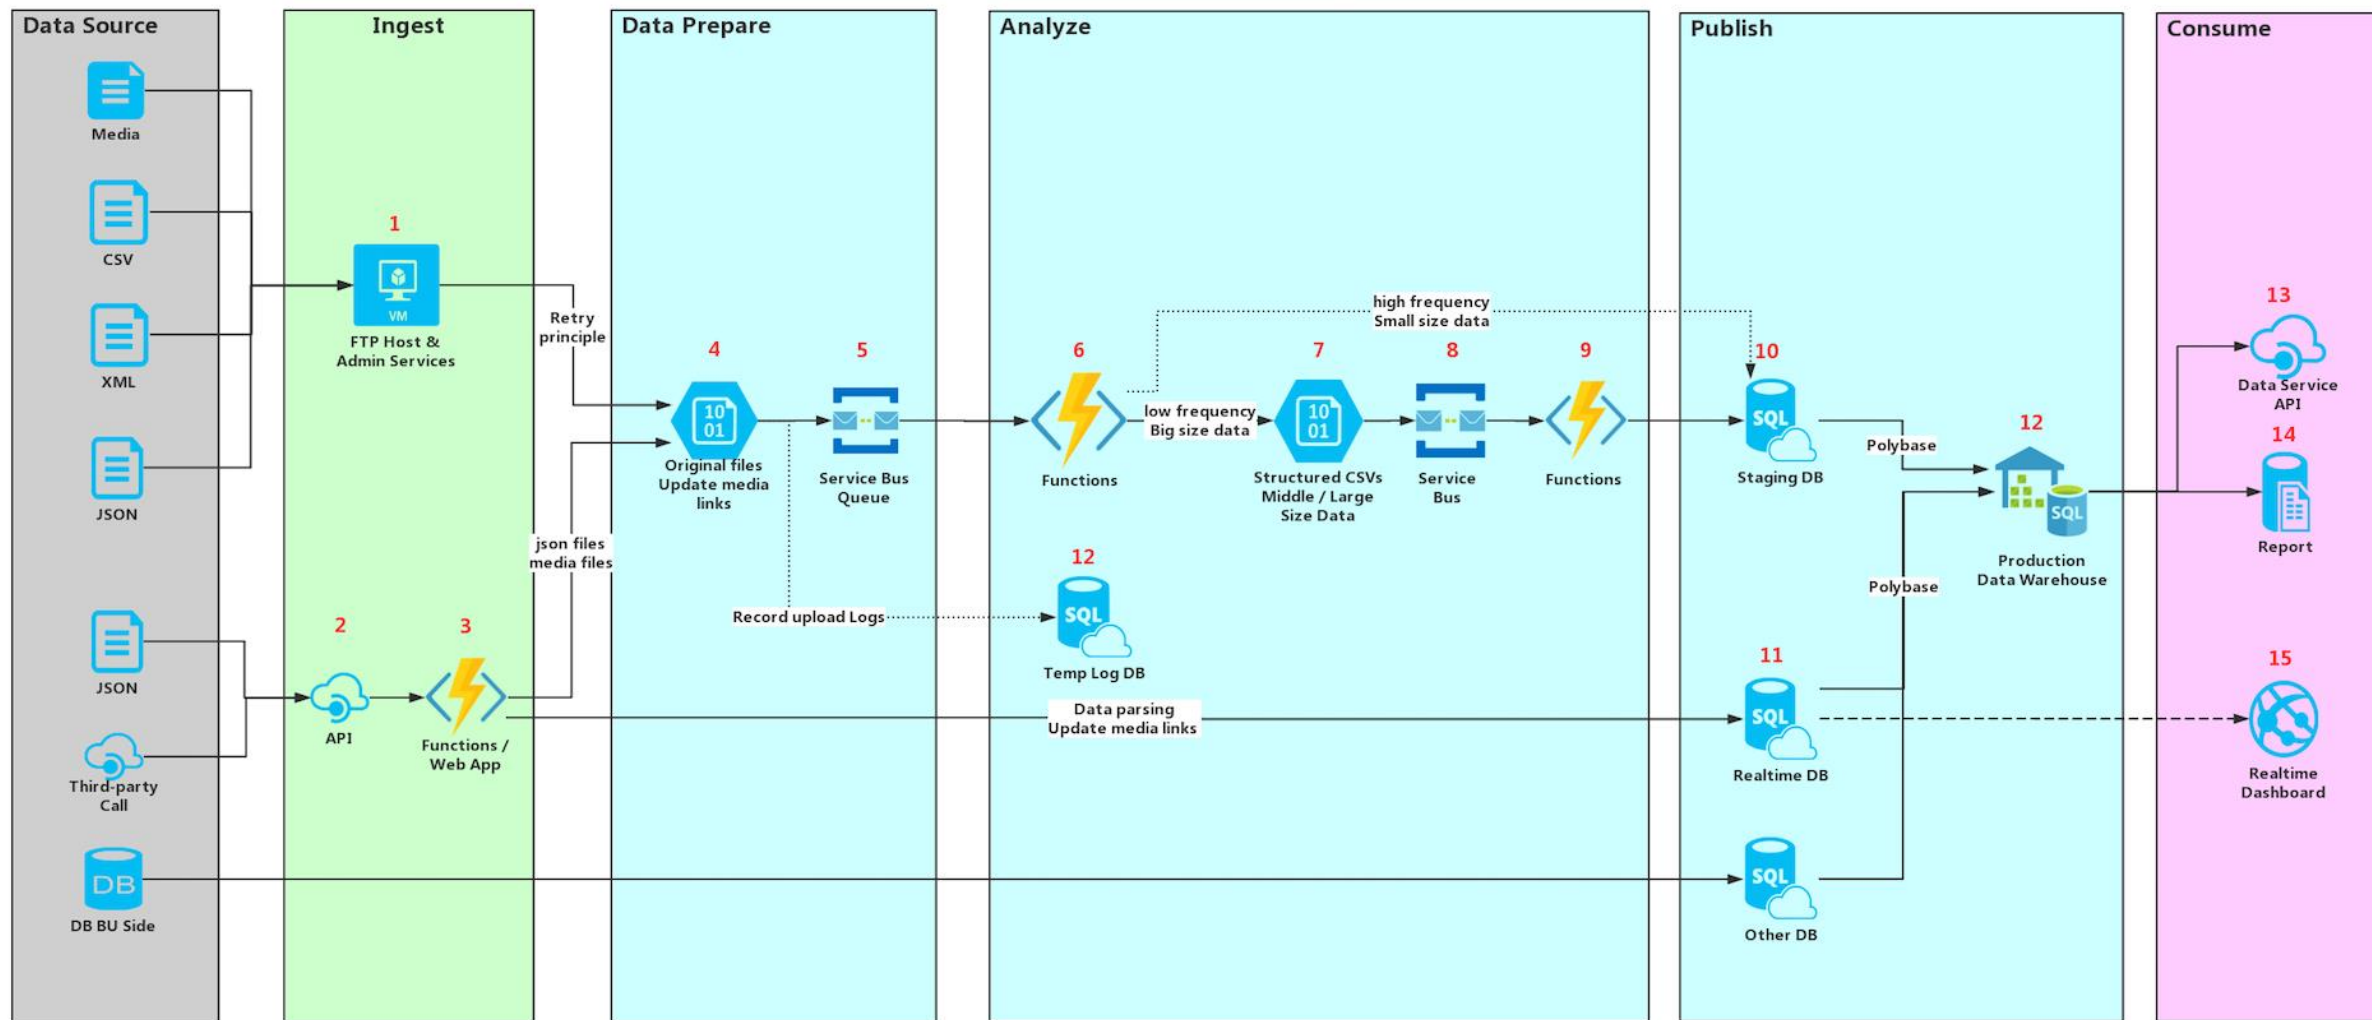 Data Source
Media
CSV
XML
JSON
JSON
Third-party
Call
DB
DB BU Side
Ingest
1
VM
FTP Host &
Admin Services
2
API
3
Functions /
Web App
Retry
principle
json files
media files
Data Prepare
4
10
01
Original files
Update media
links
5
Service Bus
Queue
Record upload Logs
Analyze
6
Functions
high frequency
Small size data
low frequency
Big size data
7
10
01
Structured CSVs
Middle / Large
Size Data
8
Service
Bus
9
Functions
12
SQL
Temp Log DB
Data parsing
Update media links
Publish
10
SQL
Staging DB
Polybase
12
SQL
Production
Data Warehouse
Polybase
11
SQL
Realtime DB
SQL
Other DB
Consume
13
Data Service
API
14
Report
15
Realtime
Dashboard